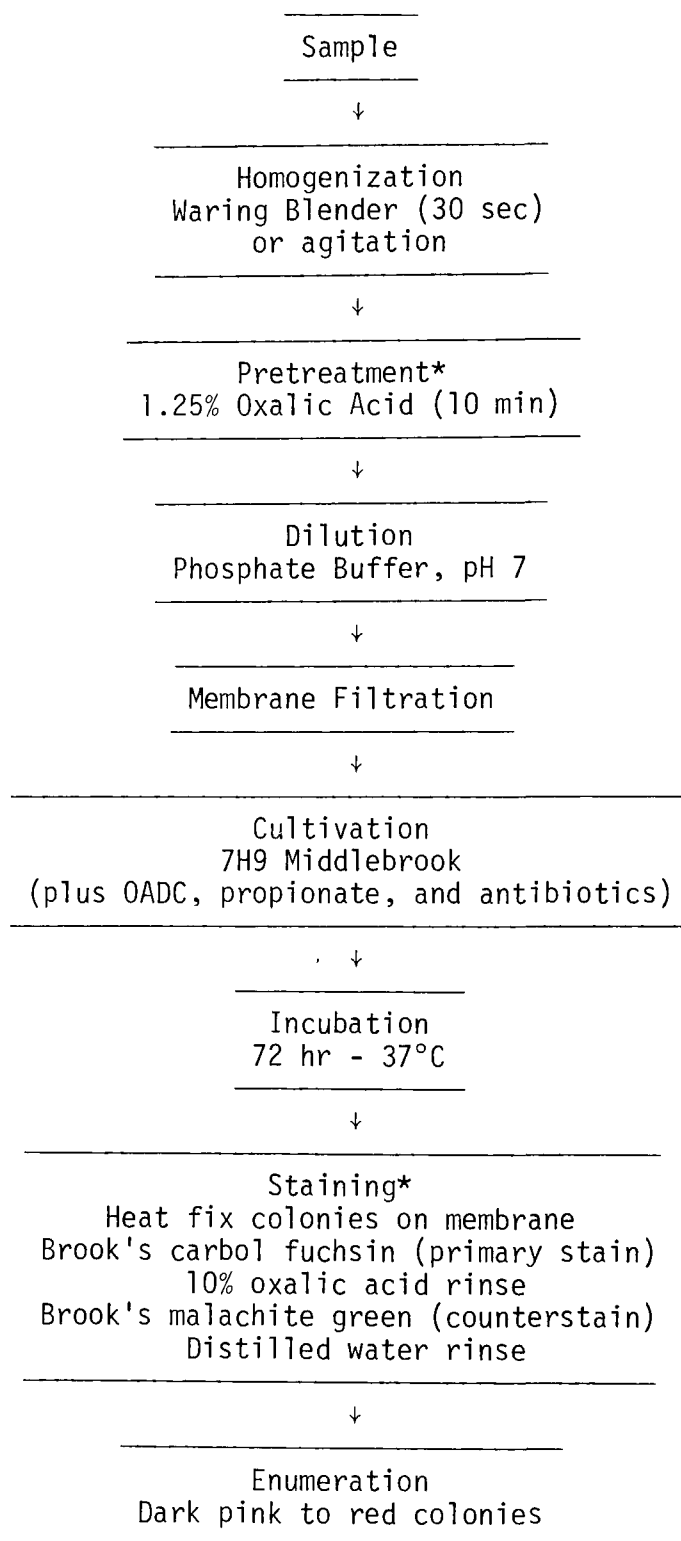 Sample
↓
Homogenization
Waring Blender (30 sec)
or agitation
↓
Pretreatment*
1.25% Oxalic Acid (10 min)
↓
Dilution
Phosphate Buffer, pH 7
↓
Membrane Filtration
↓
Cultivation
7H9 Middlebrook
(plus OADC, propionate, and antibiotics)
↓
Incubation
72 hr - 37°C
↓
Staining*
Heat fix colonies on membrane
Brook's carbol fuchsin (primary stain)
10% oxalic acid rinse
Brook's malachite green (counterstain)
Distilled water rinse
↓
Enumeration
Dark pink to red colonies